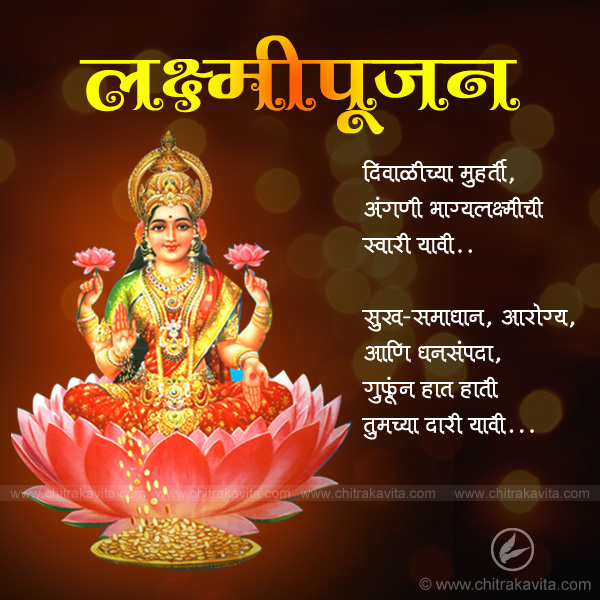 लक्ष्मीपूजन
दिवाळीच्या मुहर्ती,
अंगणी भाग्यलक्ष्मीची
स्वारी यावी..
सुख-समाधान, आरोग्य,
आणि धनसंपदा,
गुफूंन हात हाती
तुमच्या दारी यावी...
www.chitrakavita.com www.chitrakavita.com www.chitrakavita.com www.chitrakavita.com
© www.chitrakavita.com